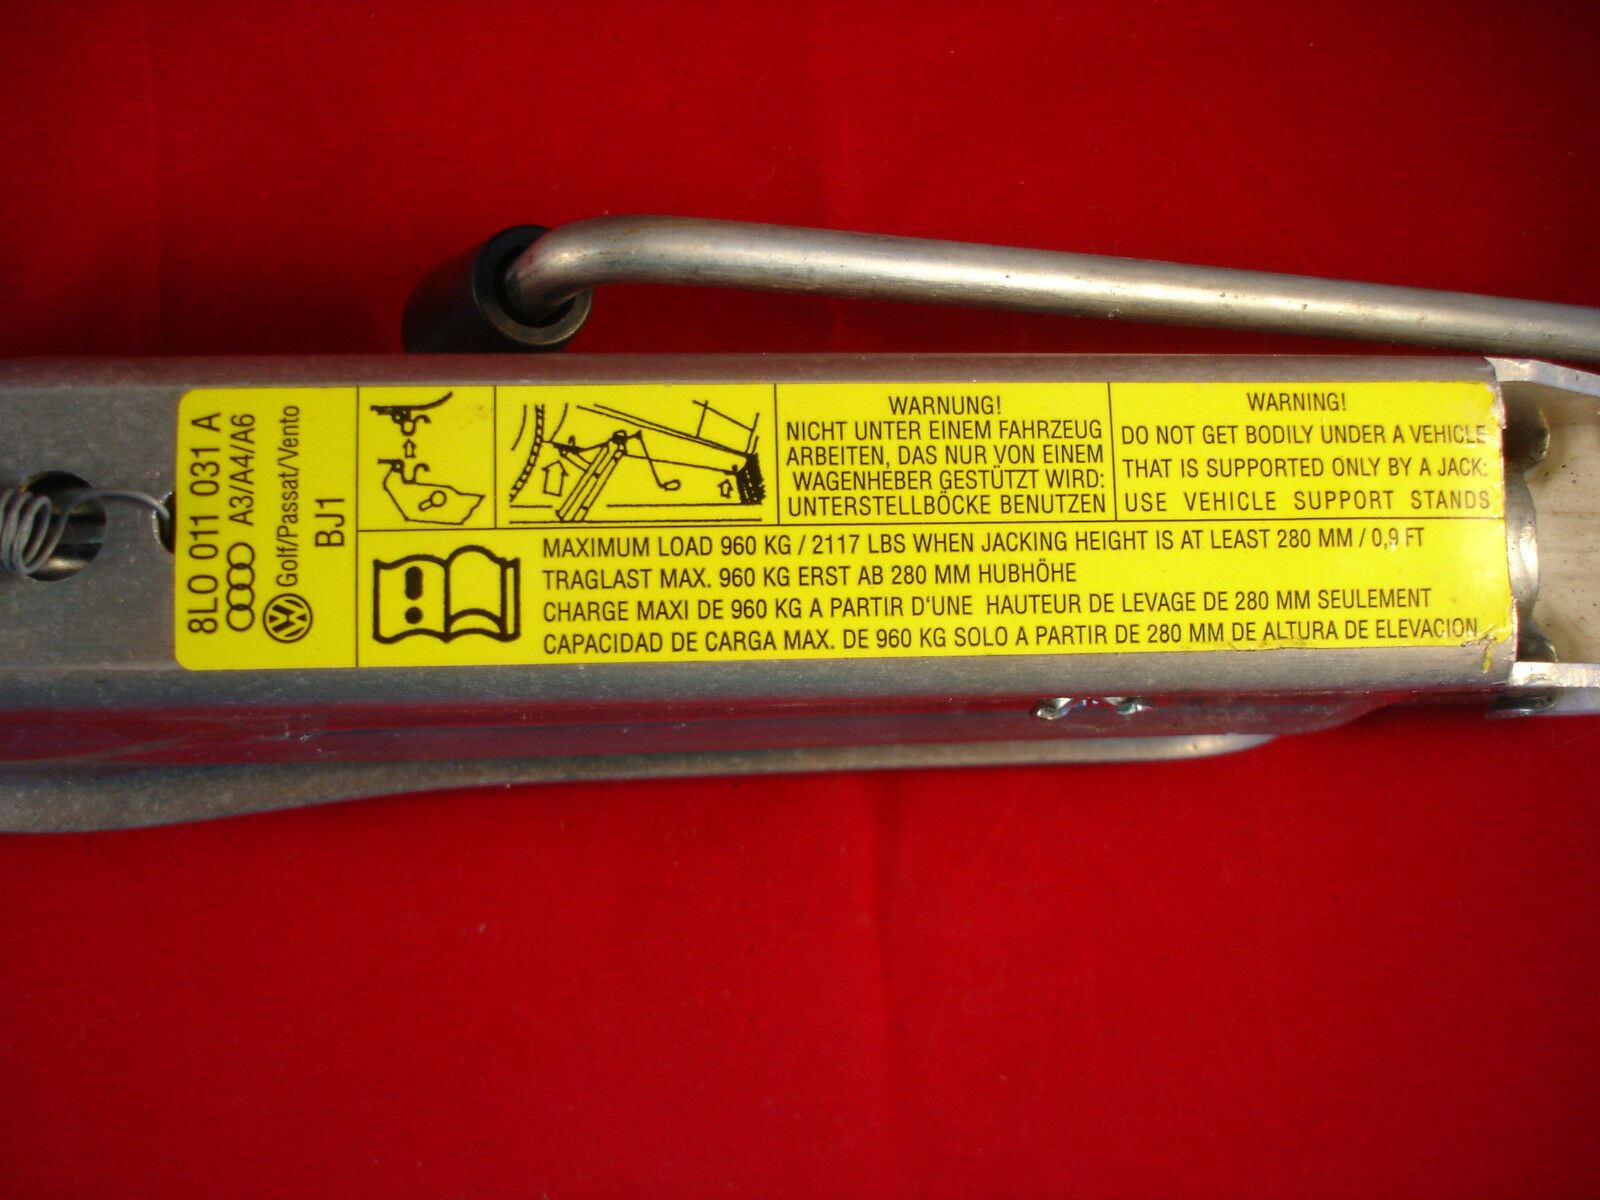 8L0 011 031 A
A3/A4/A6
Golf/Passat/Vento
BJ1
WARNUNG!
NICHT UNTER EINEM FAHRZEUG
ARBEITEN, DAS NUR VON EINEM
WAGENHEBER GESTÜTZT WIRD:
UNTERSTELLBÖCKE BENUTZEN
WARNING!
DO NOT GET BODILY UNDER A VEHICLE
THAT IS SUPPORTED ONLY BY A JACK:
USE VEHICLE SUPPORT STANDS
MAXIMUM LOAD 960 KG / 2117 LBS WHEN JACKING HEIGHT IS AT LEAST 280 MM / 0,9 FT
TRAGLAST MAX. 960 KG ERST AB 280 MM HUBHÖHE
CHARGE MAXI DE 960 KG A PARTIR D'UNE HAUTEUR DE LEVAGE DE 280 MM SEULEMENT
CAPACIDAD DE CARGA MAX. DE 960 KG SOLO A PARTIR DE 280 MM DE ALTURA DE ELEVACION